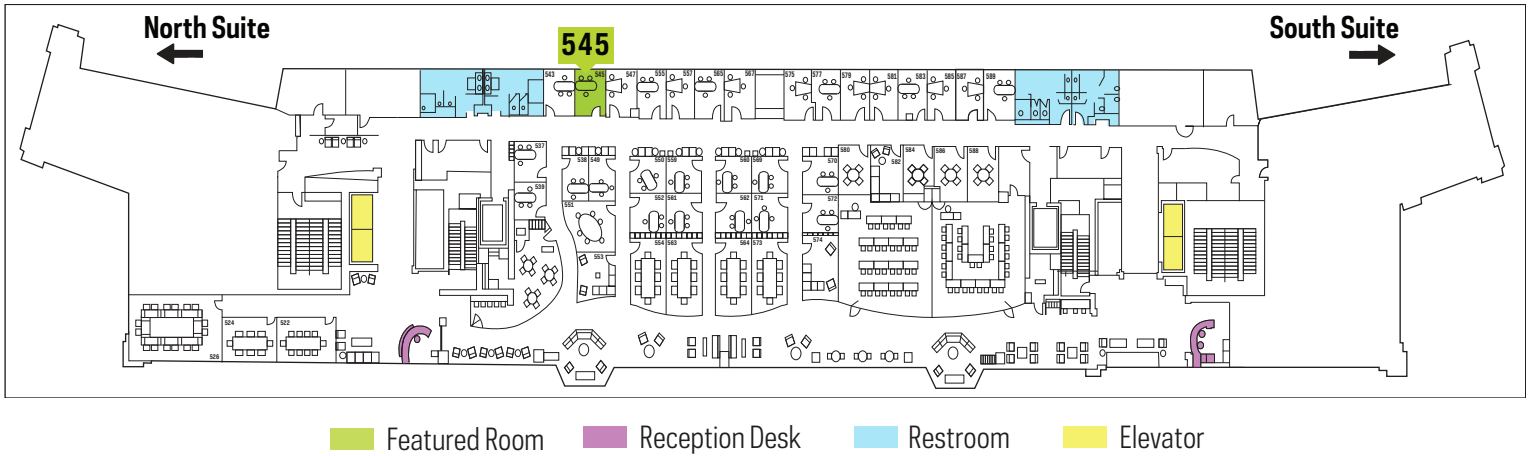 North Suite
South Suite
545
543 545 547 555 557 565 567 575 577 579 581 583 585 587 589
537 538 549 550 559 560 569 570 580 582 584 586 588
539 552 561 562 571 572
551
553 554 563 564 573 574
524 522
526
Featured Room
Reception Desk
Restroom
Elevator